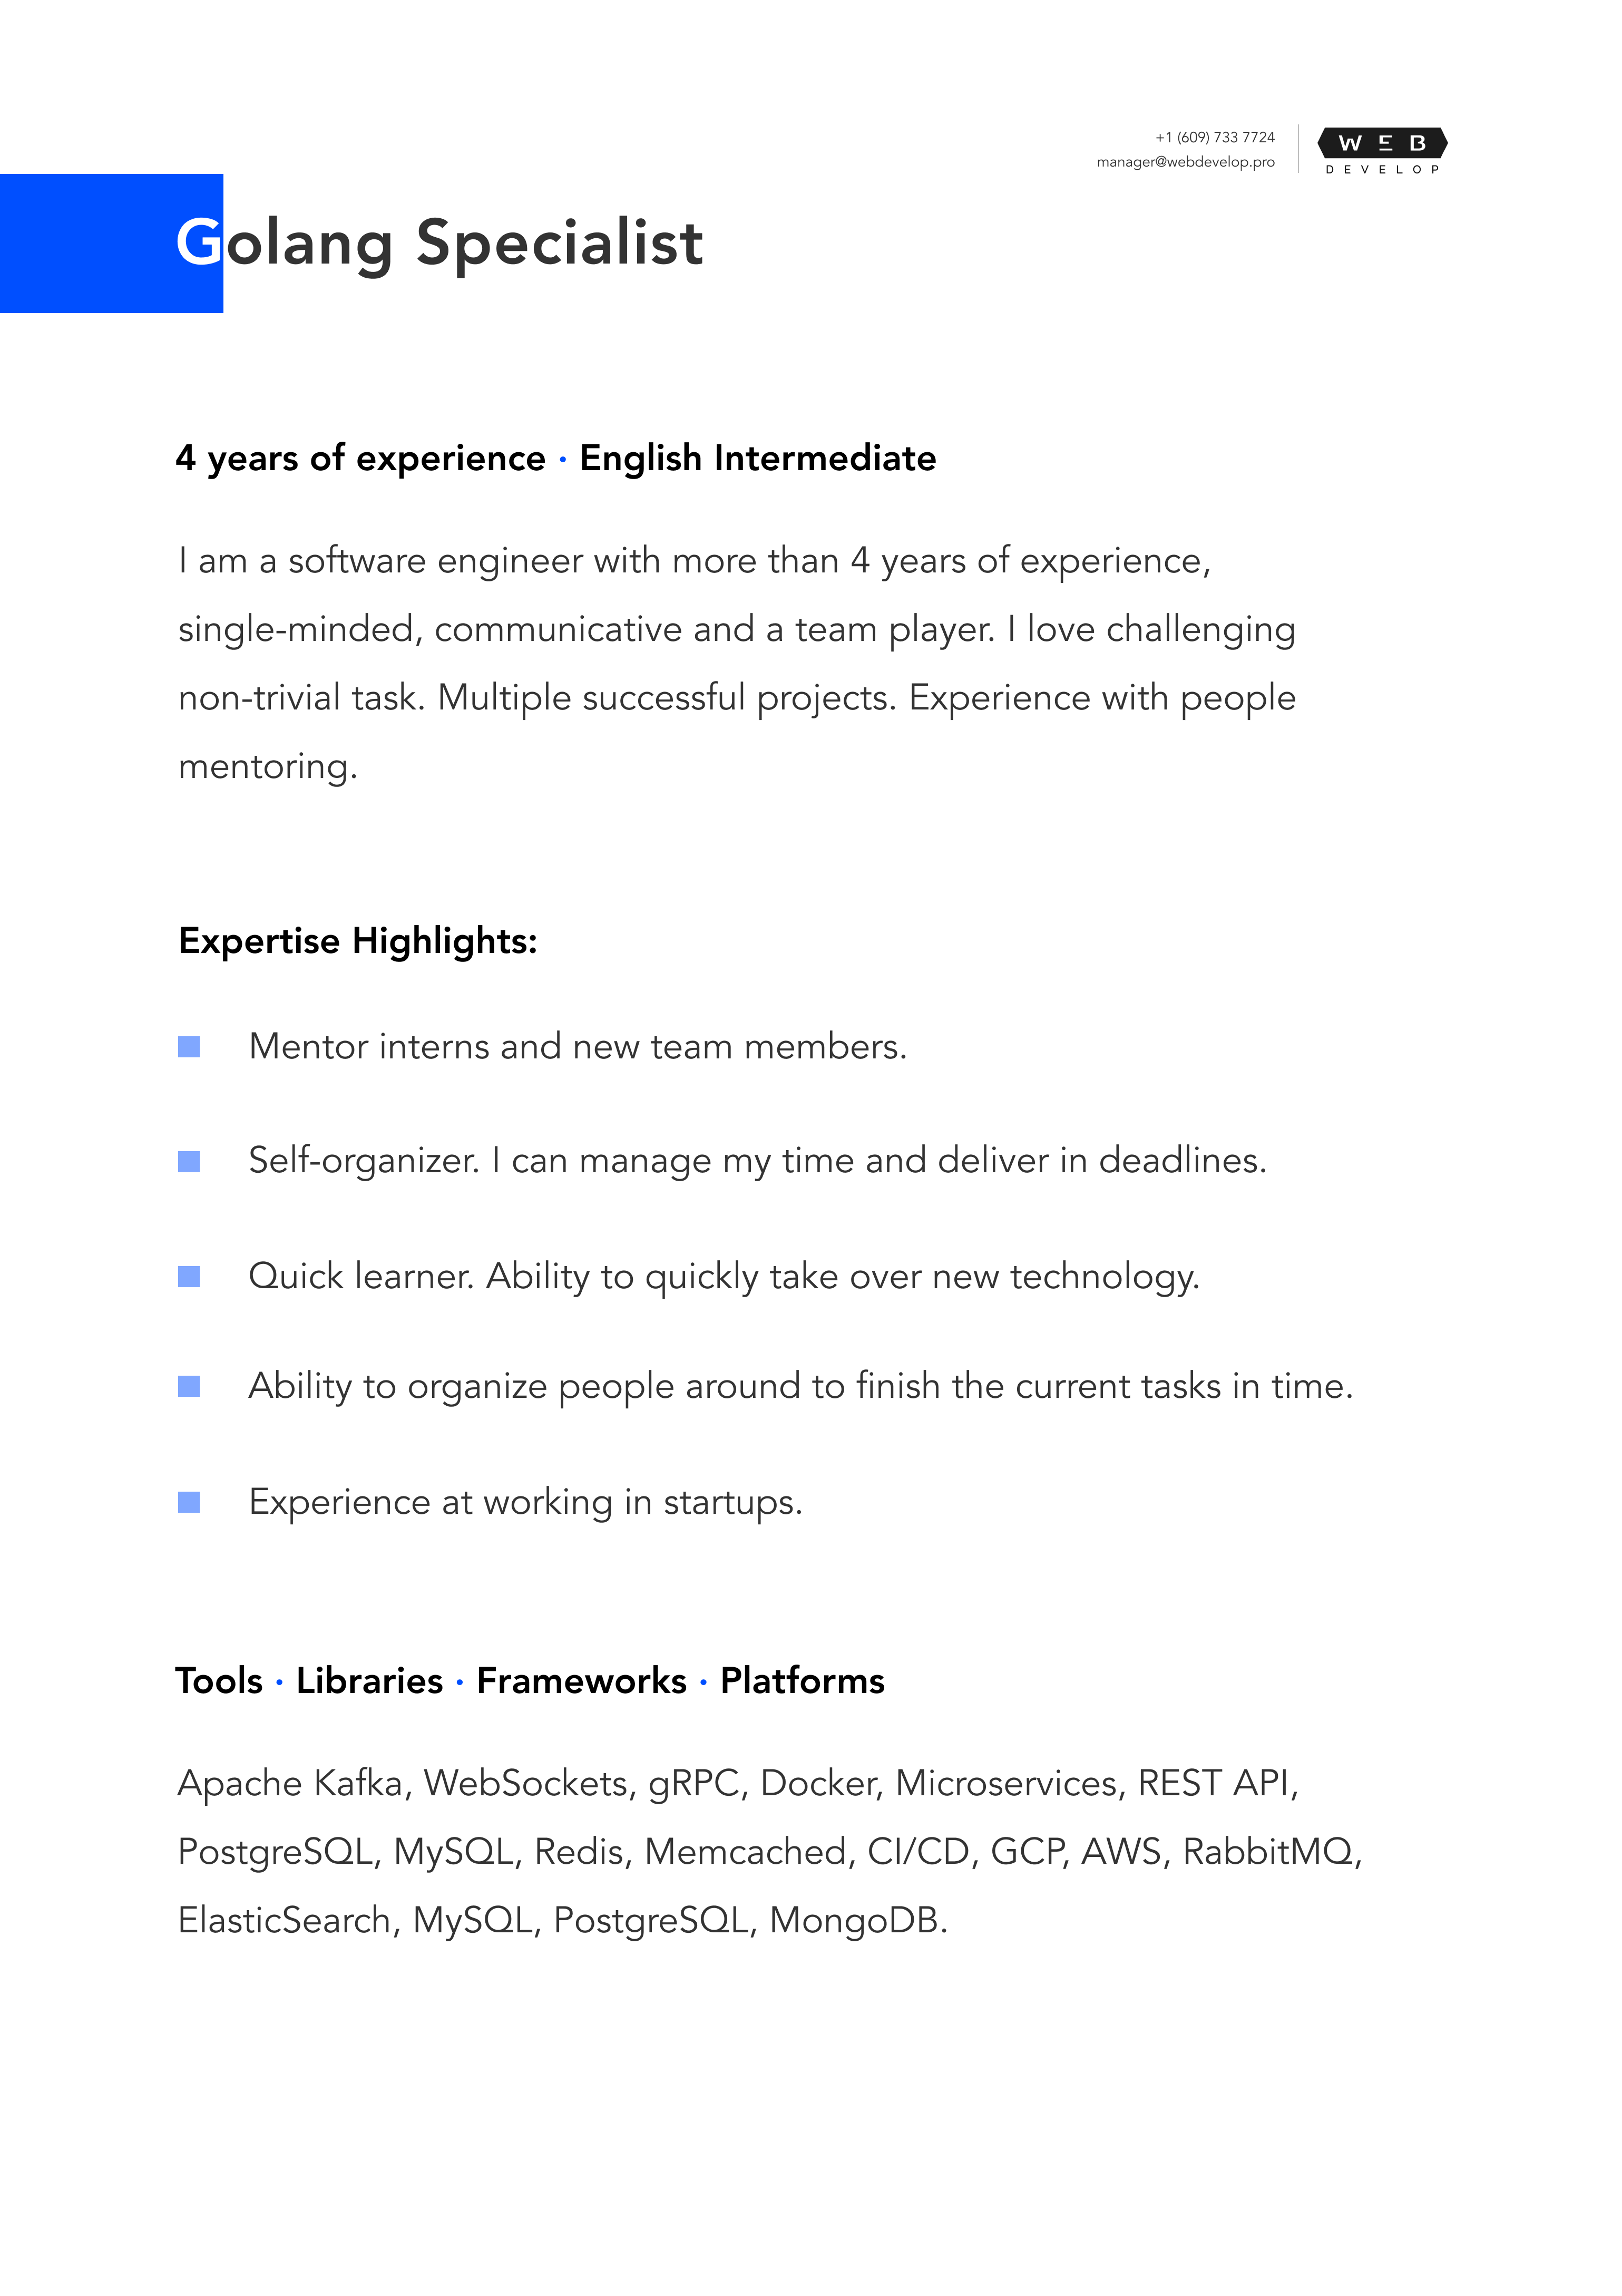 +1 (609) 733 7724
manager@webdevelop.pro
WEB
DEVELOP
Golang Specialist
4 years of experience · English Intermediate
I am a software engineer with more than 4 years of experience,
single-minded, communicative and a team player. I love challenging
non-trivial task. Multiple successful projects. Experience with people
mentoring.
Expertise Highlights:
Mentor interns and new team members.
Self-organizer. I can manage my time and deliver in deadlines.
Quick learner. Ability to quickly take over new technology.
Ability to organize people around to finish the current tasks in time.
Experience at working in startups.
Tools · Libraries · Frameworks · Platforms
Apache Kafka, WebSockets, gRPC, Docker, Microservices, REST API,
PostgreSQL, MySQL, Redis, Memcached, CI/CD, GCP, AWS, RabbitMQ,
ElasticSearch, MySQL, PostgreSQL, MongoDB.